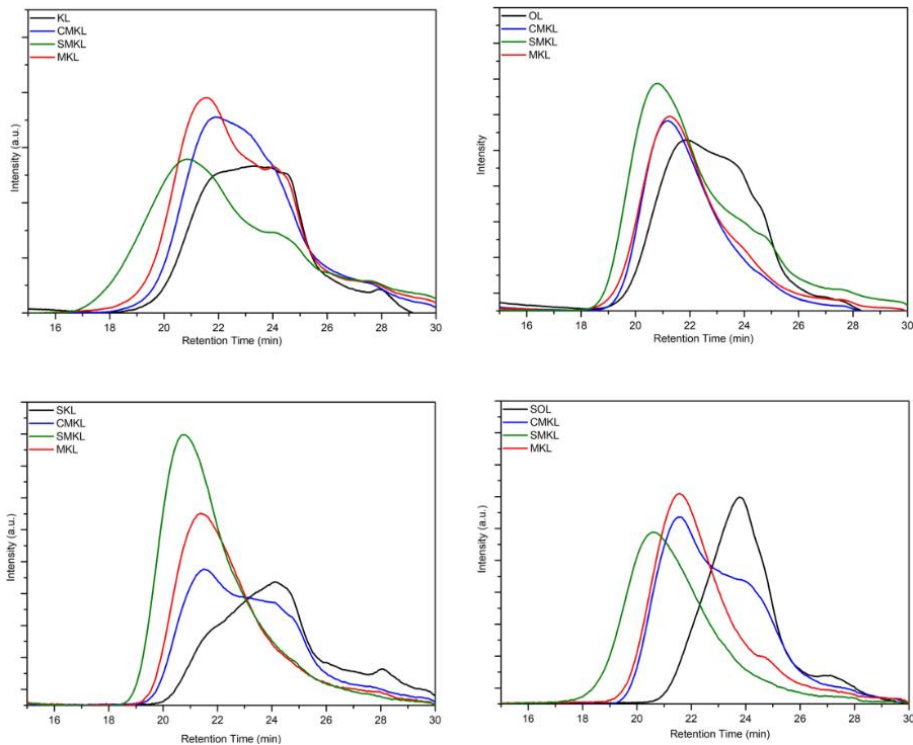 KL
CMKL
SMKL
MKL
Intensity (a.u.)
16 18 20 22 24 26 28 30
Retention Time (min)
OL
CMKL
SMKL
MKL
Intensity
16 18 20 22 24 26 28 30
Retention Time (min)
SKL
CMKL
SMKL
MKL
Intensity (a.u.)
16 18 20 22 24 26 28 30
Retention Time (min)
SOL
CMKL
SMKL
MKL
Intensity (a.u.)
16 18 20 22 24 26 28 30
Retention Time (min)